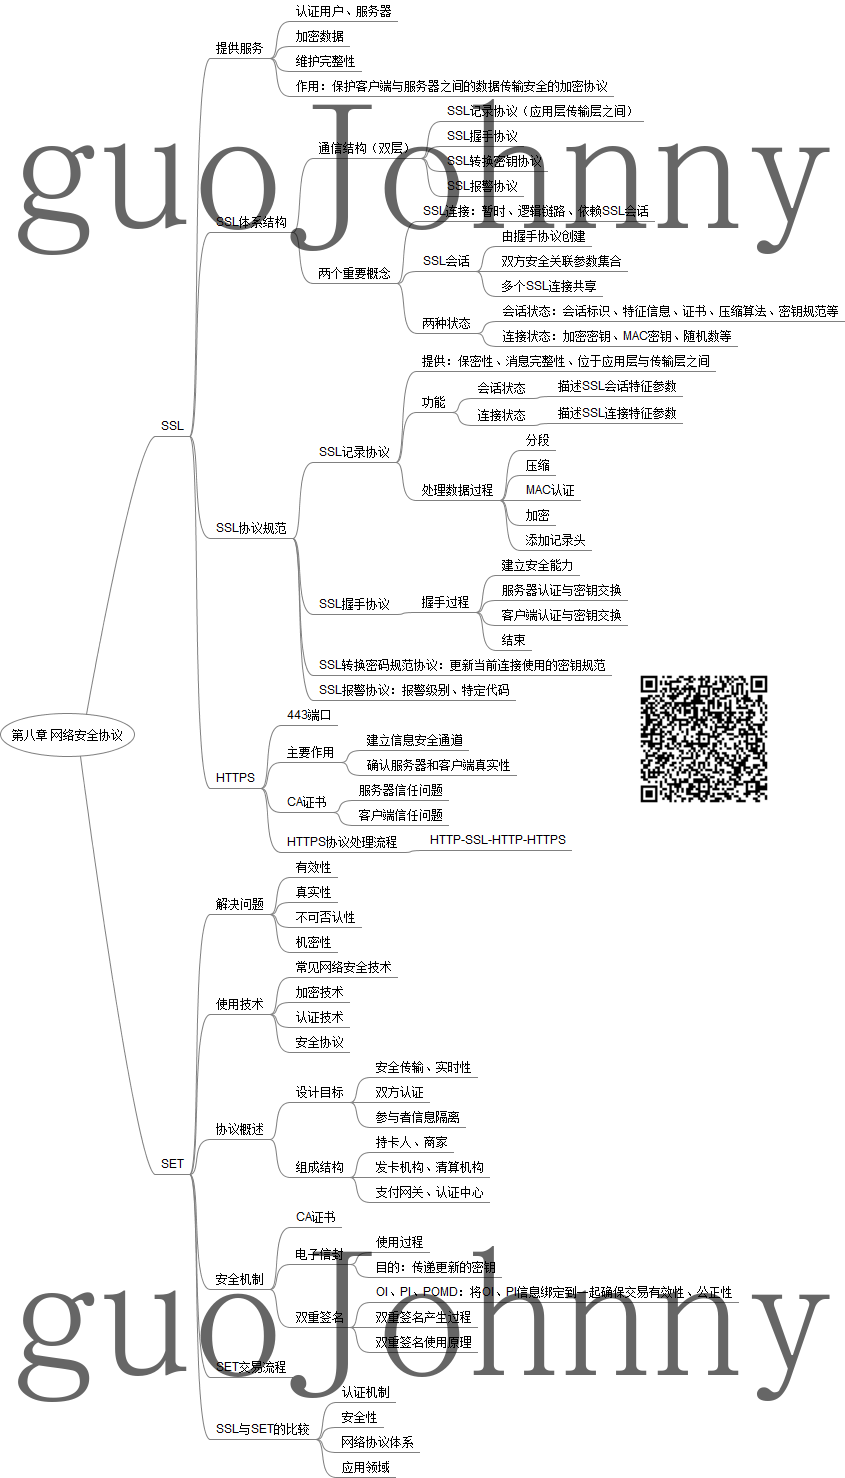 认证用户、服务器
加密数据
提供服务
维护完整性
作用：保护客户端与服务器之间的数据传输安全的加密协议
guoJohnny
SSL记录协议（应用层传输层之间）
SSL握手协议
通信结构（双层）
SSL转换密钥协议
SSL报警协议
SSL体系结构
SSL连接：暂时、逻辑链路、依赖SSL会话
由握手协议创建
SSL会话
双方安全关联参数集合
两个重要概念
多个SSL连接共享
会话状态：会话标识、特征信息、证书、压缩算法、密钥规范等
两种状态
连接状态：加密密钥、MAC密钥、随机数等
提供：保密性、消息完整性、位于应用层与传输层之间
会话状态
描述SSL会话特征参数
功能
连接状态
描述SSL连接特征参数
SSL
SSL记录协议
分段
压缩
处理数据过程
MAC认证
加密
添加记录头
SSL协议规范
建立安全能力
服务器认证与密钥交换
SSL握手协议
握手过程
客户端认证与密钥交换
结束
SSL转换密码规范协议：更新当前连接使用的密钥规范
SSL报警协议：报警级别、特定代码
443端口
第八章 网络安全协议
建立信息安全通道
主要作用
确认服务器和客户端真实性
HTTPS
服务器信任问题
CA证书
客户端信任问题
HTTPS协议处理流程
HTTP-SSL-HTTP-HTTPS
有效性
真实性
解决问题
不可否认性
机密性
常见网络安全技术
加密技术
使用技术
认证技术
安全协议
安全传输、实时性
设计目标
双方认证
参与者信息隔离
协议概述
持卡人、商家
组成结构
发卡机构、清算机构
支付网关、认证中心
SET
CA证书
使用过程
电子信封
目的：传递更新的密钥
安全机制
OI、PI、POMD：将OI、PI信息绑定到一起确保交易有效性、公正性
双重签名
双重签名产生过程
双重签名使用原理
guoJohnny
SET交易流程
认证机制
安全性
SSL与SET的比较
网络协议体系
应用领域